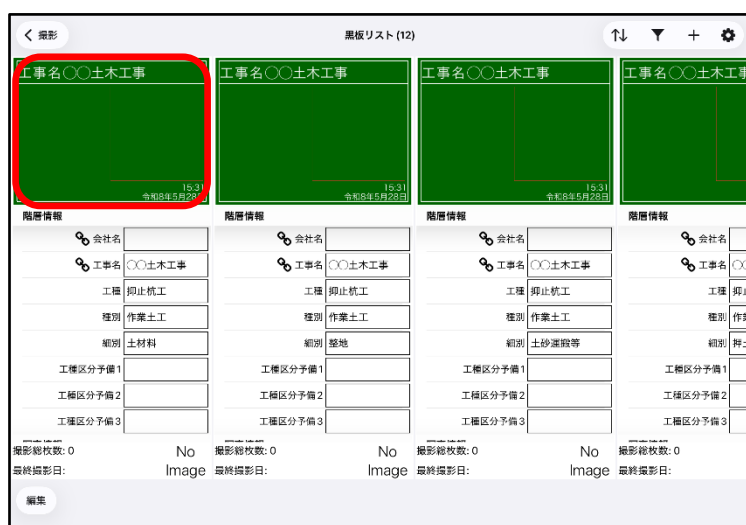 撮影
黒板リスト (12)
工事名〇〇土木工事
15:31
令和8年5月28日
階層情報
会社名
工事名 〇〇土木工事
工種 抑止杭工
種別 作業土工
細別 土材料
工種区分予備1
工種区分予備2
工種区分予備3
撮影総枚数: 0
最終撮影日:
No
Image
工事名〇〇土木工事
15:31
令和8年5月28日
階層情報
会社名
工事名 〇〇土木工事
工種 抑止杭工
種別 作業土工
細別 整地
工種区分予備1
工種区分予備2
工種区分予備3
撮影総枚数: 0
最終撮影日:
No
Image
工事名〇〇土木工事
15:31
令和8年5月28日
階層情報
会社名
工事名 〇〇土木工事
工種 抑止杭工
種別 作業土工
細別 土砂運搬等
工種区分予備1
工種区分予備2
工種区分予備3
撮影総枚数: 0
最終撮影日:
No
Image
工事名〇〇土木工事
階層情報
会社名
工事名
工種
種別
細別
工種区分予備1
工種区分予備2
工種区分予備3
撮影総枚数: 0
最終撮影日:
編集